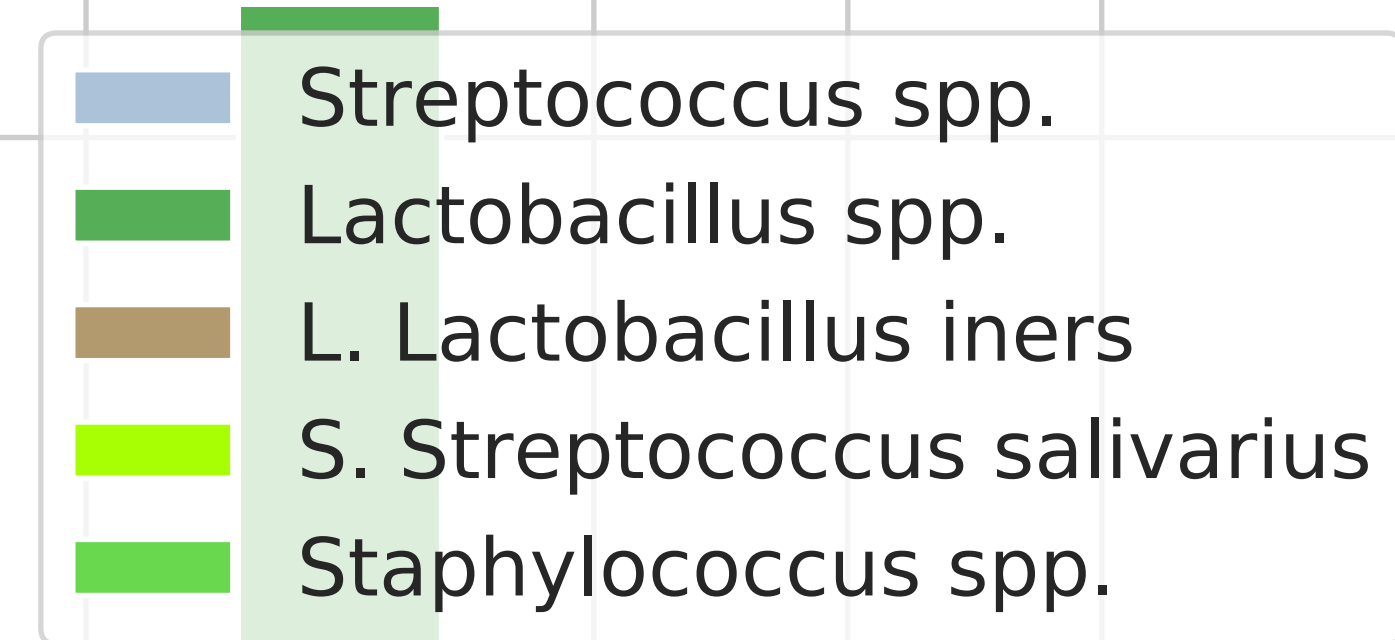 Streptococcus spp.
Lactobacillus spp.
L. Lactobacillus iners
S. Streptococcus salivarius
Staphylococcus spp.